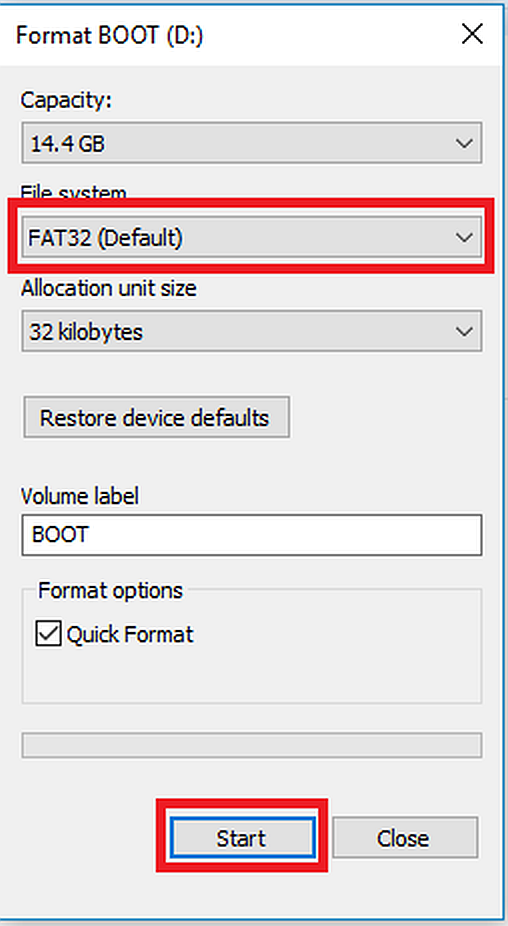 Format BOOT (D:)
Capacity:
14.4 GB
File system
FAT32 (Default)
Allocation unit size
32 kilobytes
Restore device defaults
Volume label
BOOT
Format options
Quick Format
Start
Close